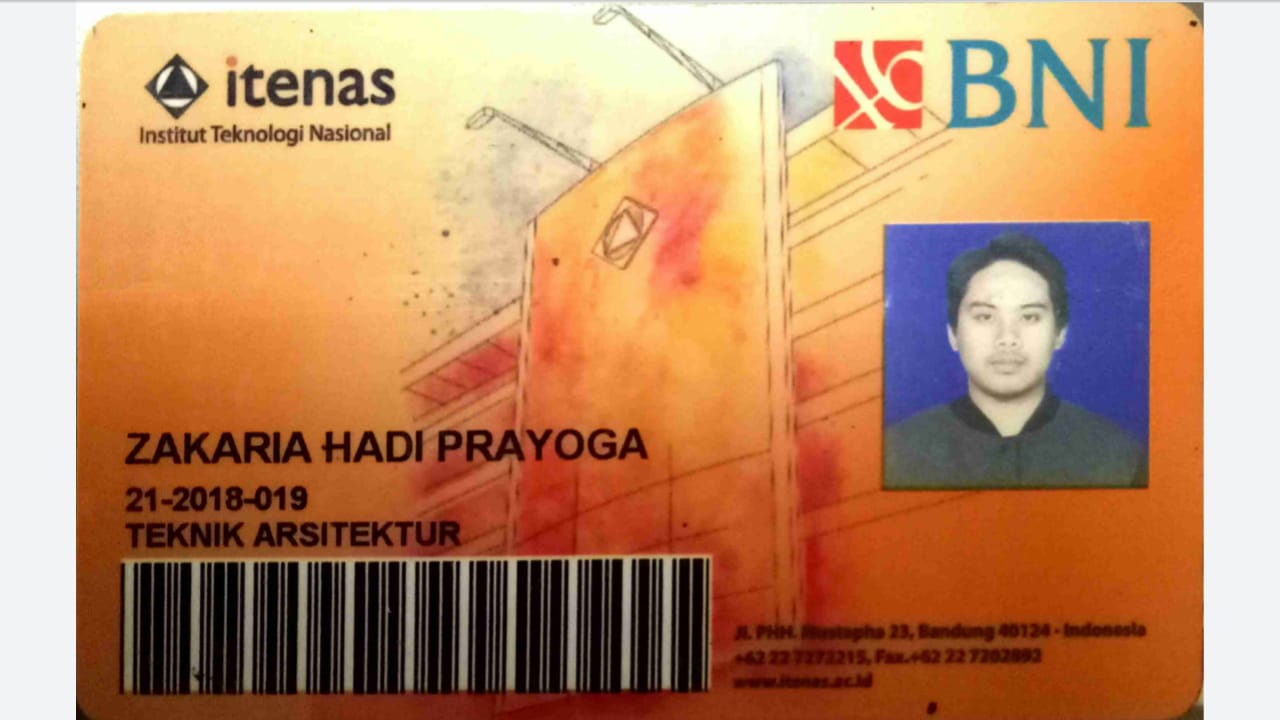 itenas
Institut Teknologi Nasional
BNI
ZAKARIA HADI PRAYOGA
21-2018-019
TEKNIK ARSITEKTUR
Jl. PHH. Mustapha 23, Bandung 40124 - Indonesia
+62 22 7272215, Fax.+62 22 7202892
www.itenas.ac.id